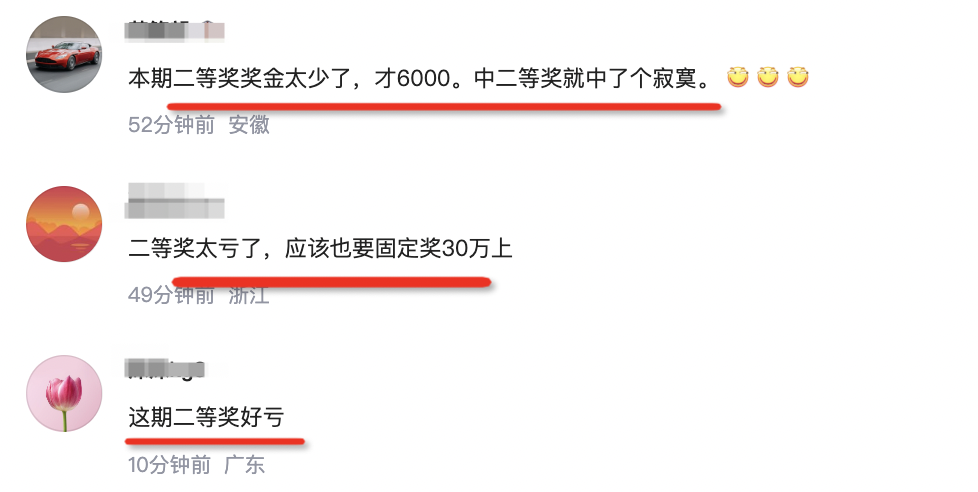 本期二等奖奖金太少了，才6000。中二等奖就中了个寂寞。
52分钟前 安徽
二等奖太亏了，应该也要固定奖30万上
49分钟前 浙江
这期二等奖好亏
10分钟前 广东